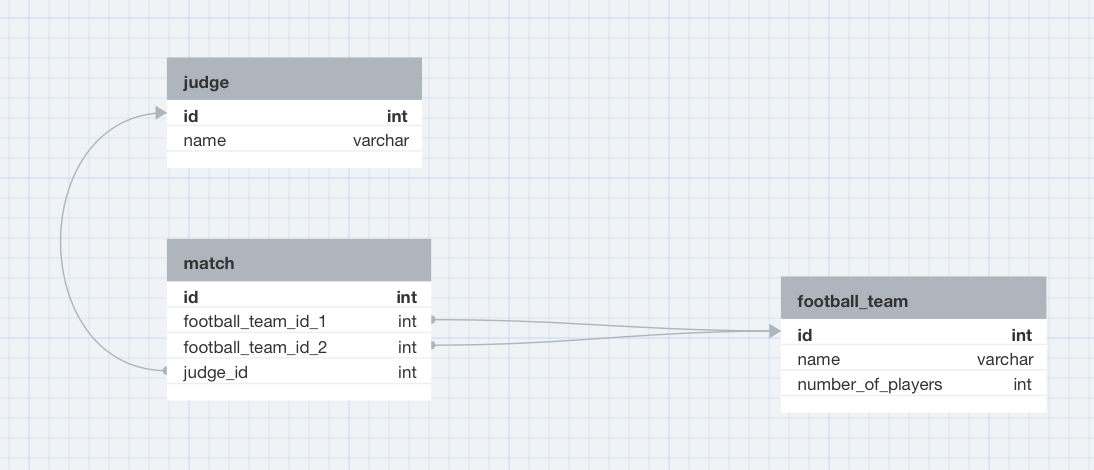 judge
id int
name varchar
match
id int
football_team_id_1 int
football_team_id_2 int
judge_id int
football_team
id int
name varchar
number_of_players int